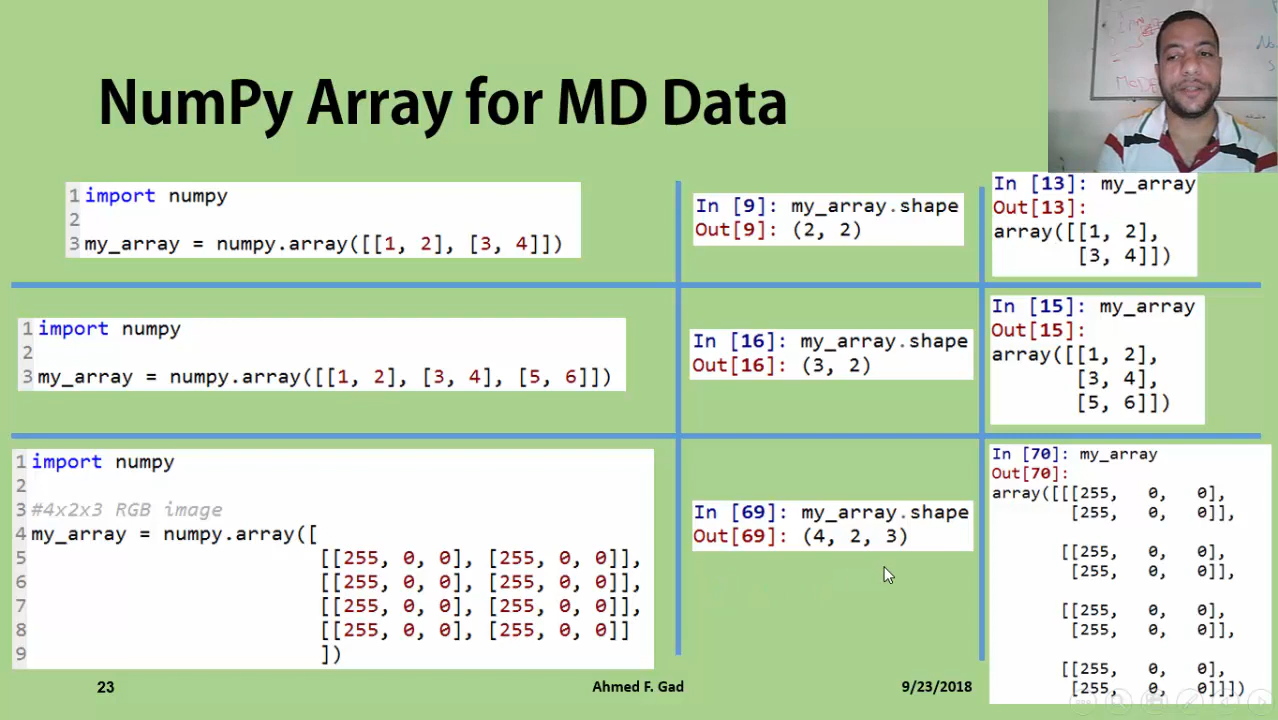 NumPy Array for MD Data
1 import numpy
2
3 my_array = numpy.array([[1, 2], [3, 4]])
In [9]: my_array.shape
Out[9]: (2, 2)
In [13]: my_array
Out[13]:
array([[1, 2],
[3, 4]])
1 import numpy
2
3 my_array = numpy.array([[1, 2], [3, 4], [5, 6]])
In [16]: my_array.shape
Out[16]: (3, 2)
In [15]: my_array
Out[15]:
array([[1, 2],
[3, 4],
[5, 6]])
1 import numpy
2
3 #4x2x3 RGB image
4 my_array = numpy.array([
5 [[255, 0, 0], [255, 0, 0]],
6 [[255, 0, 0], [255, 0, 0]],
7 [[255, 0, 0], [255, 0, 0]],
8 [[255, 0, 0], [255, 0, 0]]
9 ])
In [69]: my_array.shape
Out[69]: (4, 2, 3)
In [70]: my_array
Out[70]:
array([[[255, 0, 0],
[255, 0, 0]],
[[255, 0, 0],
[255, 0, 0]],
[[255, 0, 0],
[255, 0, 0]],
[[255, 0, 0],
[255, 0, 0]]])
23
Ahmed F. Gad
9/23/2018